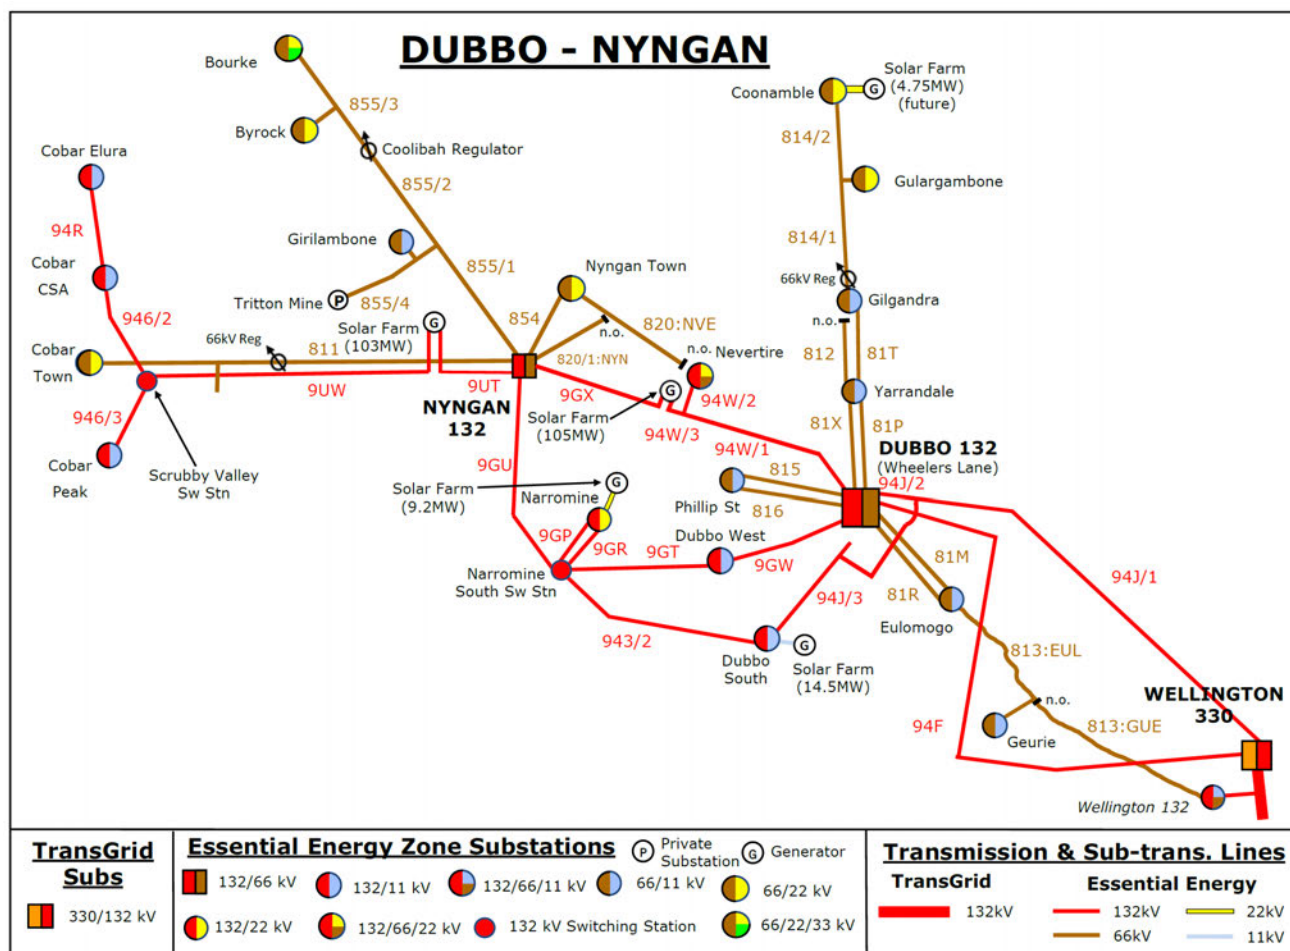 DUBBO - NYNGAN
Bourke
855/3
Byrock
Coolibah Regulator
855/2
Cobar Elura
94R
Cobar
CSA
946/2
Girilambone
855/1
Tritton Mine
P
855/4
Solar Farm
(103MW)
G
66kV Reg
811
Cobar
Town
9UW
9UT
946/3
Cobar
Peak
Scrubby Valley
Sw Stn
NYNGAN
132
854
Nyngan Town
n.o.
820:NVE
820/1:NYN
n.o.
Nevertire
9GX
G
Solar Farm
(105MW)
94W/2
94W/3
94W/1
9GU
Coonamble
G
Solar Farm
(4.75MW)
(future)
814/2
Gulargambone
814/1
66kV Reg
Gilgandra
n.o.
812
81T
Yarrandale
81X
81P
DUBBO 132
(Wheelers Lane)
94J/2
815
Phillip St
816
Solar Farm
(9.2MW)
G
Narromine
9GP
9GR
Narromine
South Sw Stn
9GT
Dubbo West
9GW
94J/3
943/2
Dubbo
South
G
Solar Farm
(14.5MW)
81M
81R
Eulomogo
94J/1
813:EUL
n.o.
Geurie
94F
813:GUE
WELLINGTON
330
Wellington 132
TransGrid
Subs
330/132 kV
Essential Energy Zone Substations
P
Private
Substation
G
Generator
132/66 kV
132/11 kV
132/66/11 kV
66/11 kV
66/22 kV
132/22 kV
132/66/22 kV
132 kV Switching Station
66/22/33 kV
Transmission & Sub-trans. Lines
TransGrid
Essential Energy
132kV
132kV
22kV
66kV
11kV